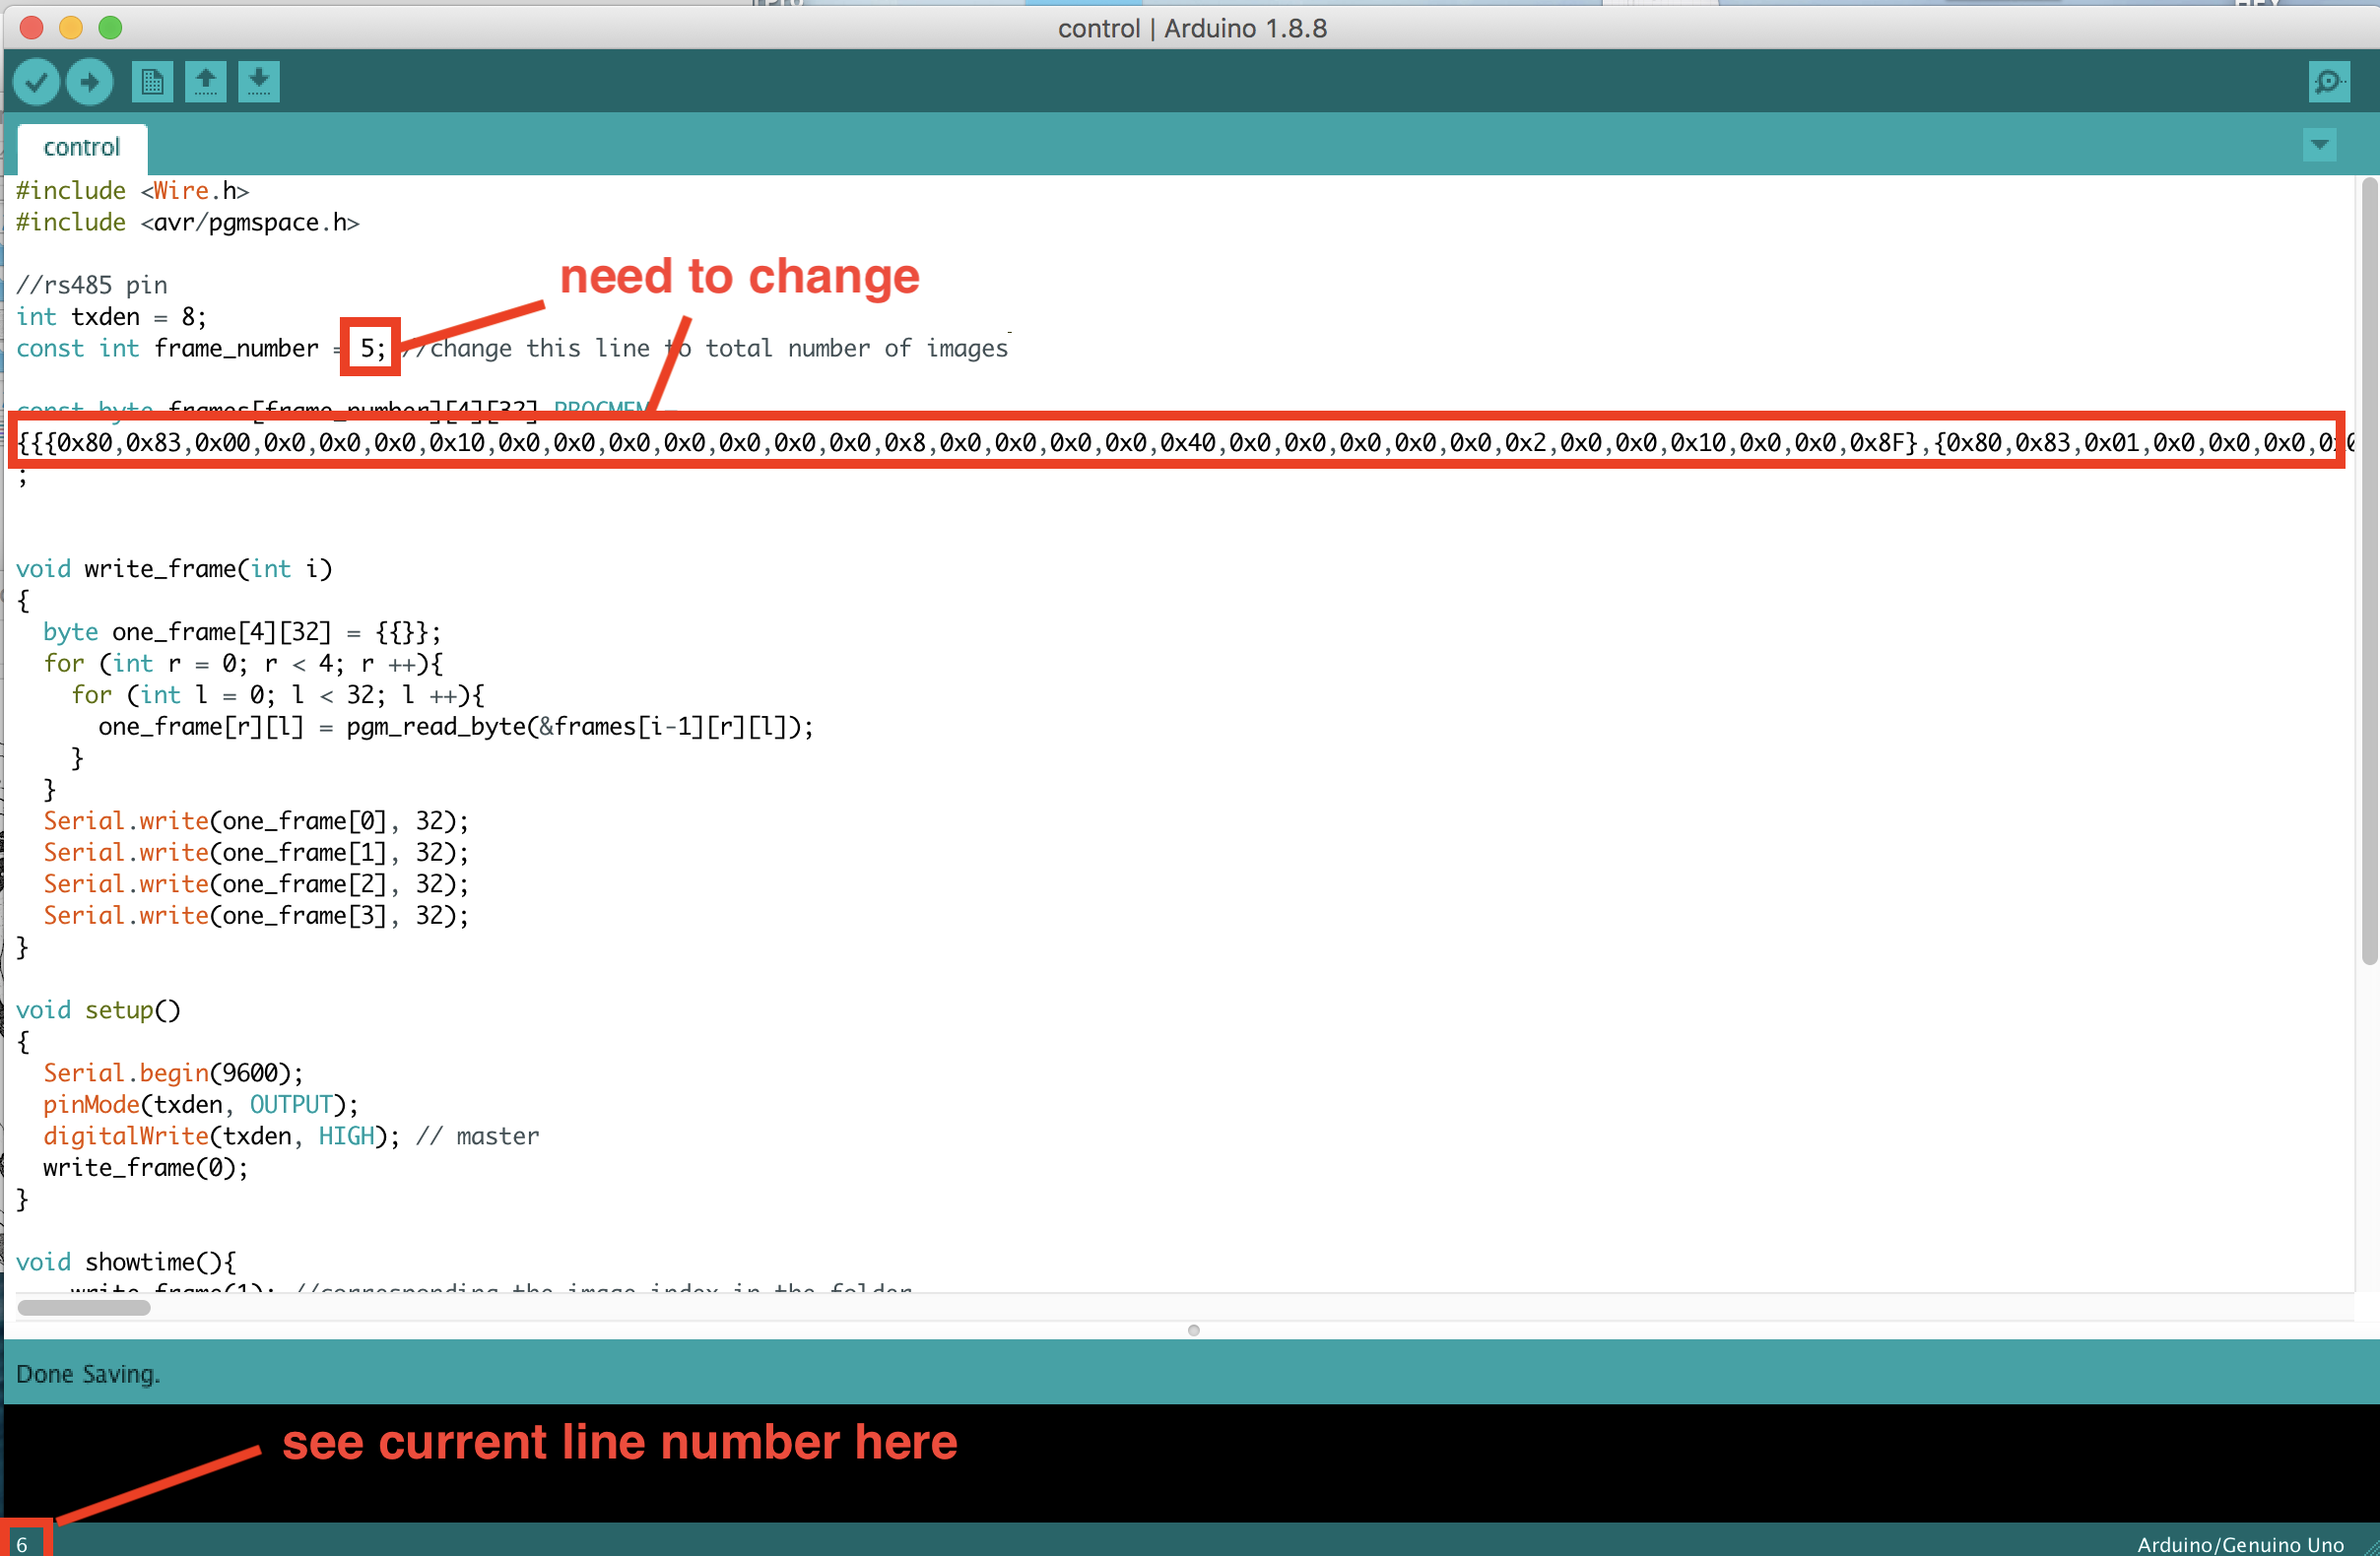 control | Arduino 1.8.8
control
#include <Wire.h>
#include <avr/pgmspace.h>
need to change
//rs485 pin
int txden = 8;
const int frame_number = 5; //change this line to total number of images
const byte frames[frame_number][4][32] PROGMEM =
{{{0x80,0x83,0x00,0x0,0x0,0x0,0x10,0x0,0x0,0x0,0x0,0x0,0x0,0x0,0x8,0x0,0x0,0x0,0x0,0x40,0x0,0x0,0x0,0x0,0x0,0x2,0x0,0x0,0x10,0x0,0x0,0x8F},{0x80,0x83,0x01,0x0,0x0,0x0,0x0
;
void write_frame(int i)
{
byte one_frame[4][32] = {{}};
for (int r = 0; r < 4; r ++){
for (int l = 0; l < 32; l ++){
one_frame[r][l] = pgm_read_byte(&frames[i-1][r][l]);
}
}
Serial.write(one_frame[0], 32);
Serial.write(one_frame[1], 32);
Serial.write(one_frame[2], 32);
Serial.write(one_frame[3], 32);
}
void setup()
{
Serial.begin(9600);
pinMode(txden, OUTPUT);
digitalWrite(txden, HIGH); // master
write_frame(0);
}
void showtime(){
write_frame(1); //corresponding the image index in the folder
Done Saving.
see current line number here
6
Arduino/Genuino Uno